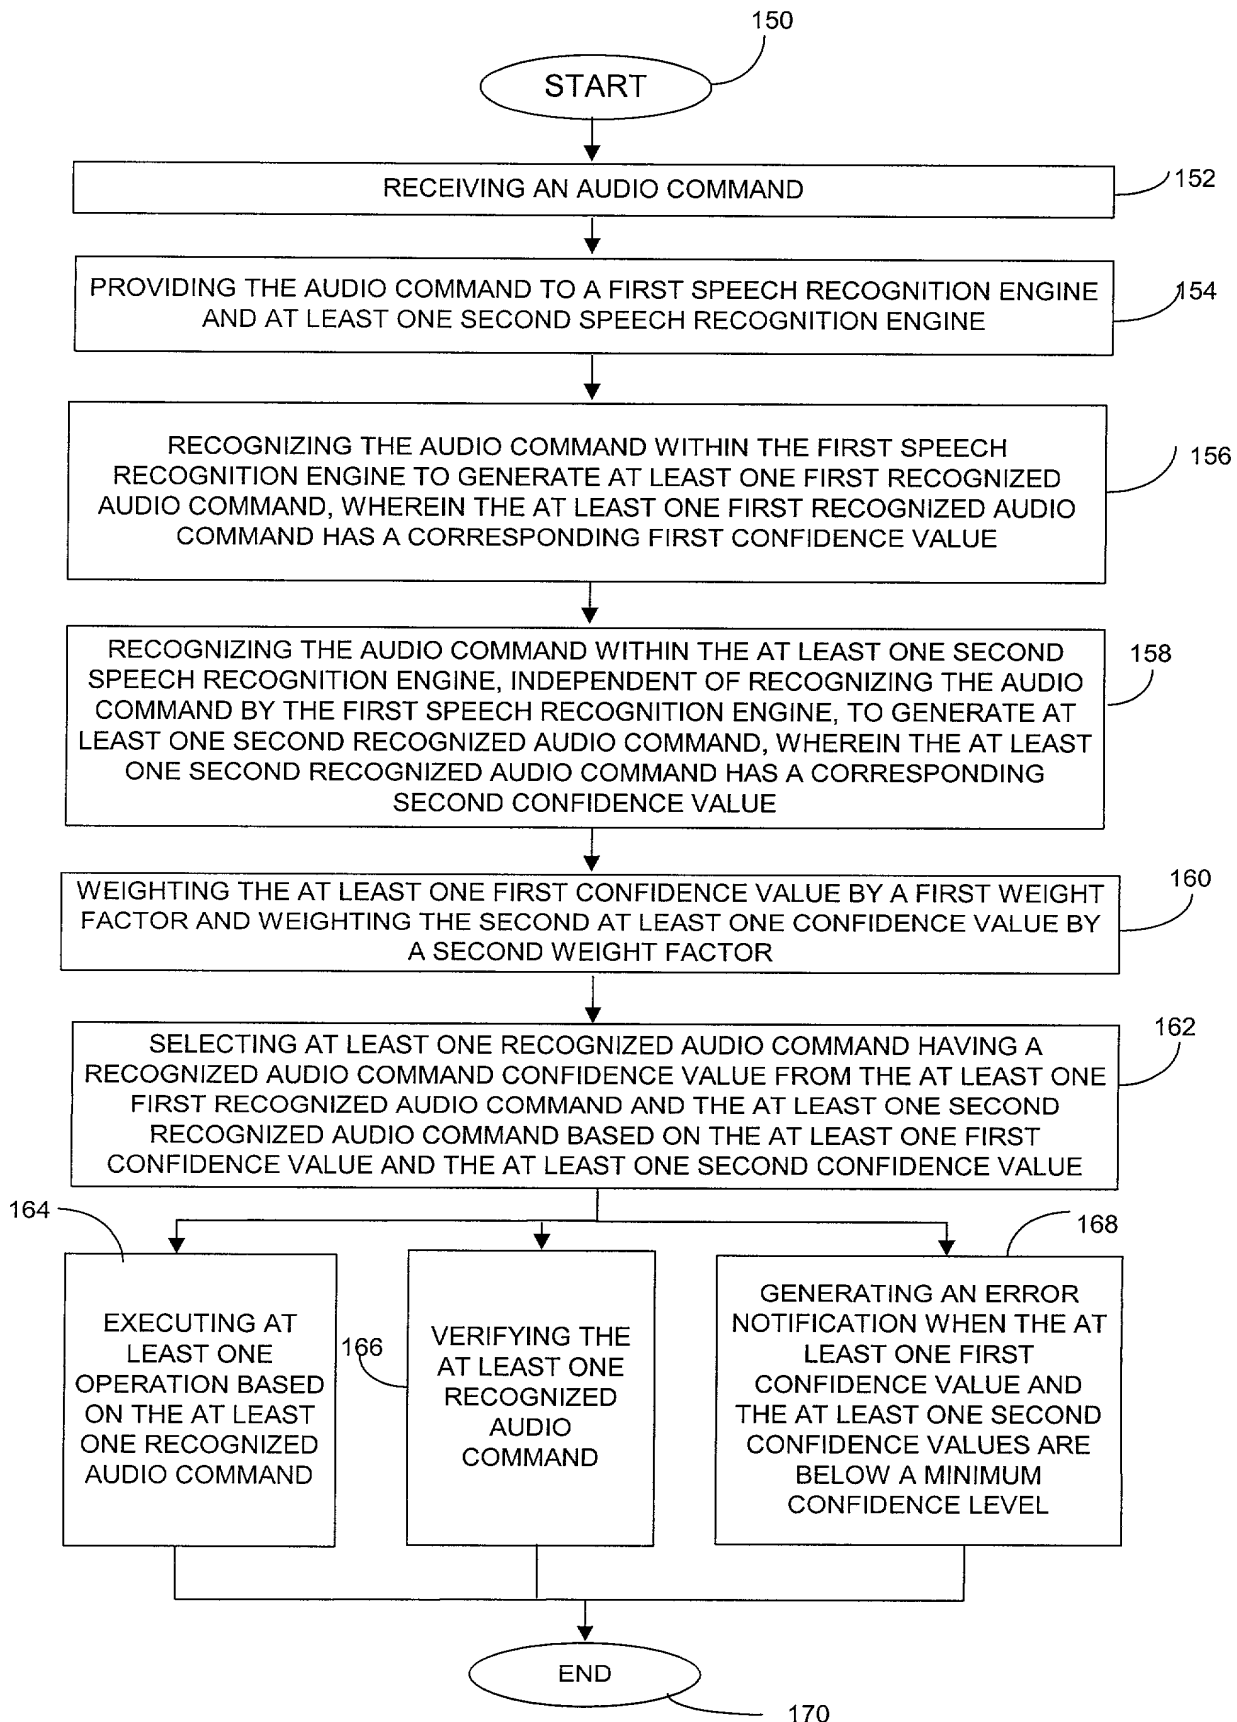 150
START
RECEIVING AN AUDIO COMMAND
152
PROVIDING THE AUDIO COMMAND TO A FIRST SPEECH RECOGNITION ENGINE
AND AT LEAST ONE SECOND SPEECH RECOGNITION ENGINE
154
RECOGNIZING THE AUDIO COMMAND WITHIN THE FIRST SPEECH
RECOGNITION ENGINE TO GENERATE AT LEAST ONE FIRST RECOGNIZED
AUDIO COMMAND, WHEREIN THE AT LEAST ONE FIRST RECOGNIZED AUDIO
COMMAND HAS A CORRESPONDING FIRST CONFIDENCE VALUE
156
RECOGNIZING THE AUDIO COMMAND WITHIN THE AT LEAST ONE SECOND
SPEECH RECOGNITION ENGINE, INDEPENDENT OF RECOGNIZING THE AUDIO
COMMAND BY THE FIRST SPEECH RECOGNITION ENGINE, TO GENERATE AT
LEAST ONE SECOND RECOGNIZED AUDIO COMMAND, WHEREIN THE AT LEAST
ONE SECOND RECOGNIZED AUDIO COMMAND HAS A CORRESPONDING
SECOND CONFIDENCE VALUE
158
WEIGHTING THE AT LEAST ONE FIRST CONFIDENCE VALUE BY A FIRST WEIGHT
FACTOR AND WEIGHTING THE SECOND AT LEAST ONE CONFIDENCE VALUE BY
A SECOND WEIGHT FACTOR
160
SELECTING AT LEAST ONE RECOGNIZED AUDIO COMMAND HAVING A
RECOGNIZED AUDIO COMMAND CONFIDENCE VALUE FROM THE AT LEAST ONE
FIRST RECOGNIZED AUDIO COMMAND AND THE AT LEAST ONE SECOND
RECOGNIZED AUDIO COMMAND BASED ON THE AT LEAST ONE FIRST
CONFIDENCE VALUE AND THE AT LEAST ONE SECOND CONFIDENCE VALUE
162
164
EXECUTING AT
LEAST ONE
OPERATION BASED
ON THE AT LEAST
ONE RECOGNIZED
AUDIO COMMAND
166
VERIFYING THE
AT LEAST ONE
RECOGNIZED
AUDIO
COMMAND
168
GENERATING AN ERROR
NOTIFICATION WHEN THE AT
LEAST ONE FIRST
CONFIDENCE VALUE AND
THE AT LEAST ONE SECOND
CONFIDENCE VALUES ARE
BELOW A MINIMUM
CONFIDENCE LEVEL
END
170